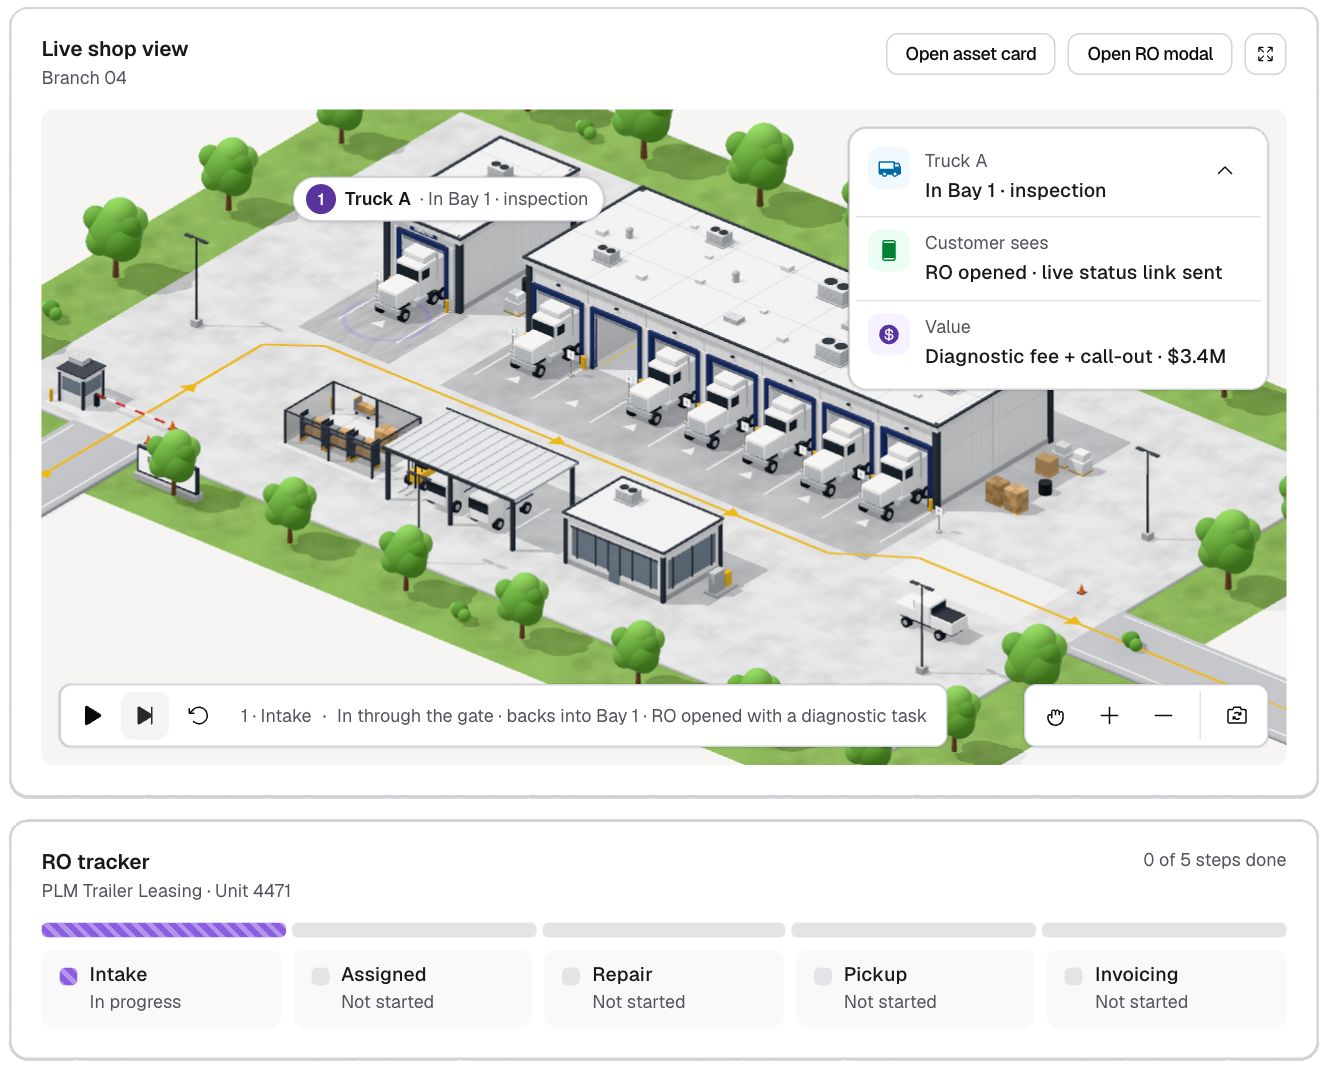 Live shop view
Branch 04
Open asset card
Open RO modal
1 Truck A · In Bay 1 · inspection
Truck A
In Bay 1 · inspection
Customer sees
RO opened · live status link sent
$
Value
Diagnostic fee + call-out · $3.4M
1 · Intake · In through the gate · backs into Bay 1 · RO opened with a diagnostic task
RO tracker
0 of 5 steps done
PLM Trailer Leasing · Unit 4471
Intake
In progress
Assigned
Not started
Repair
Not started
Pickup
Not started
Invoicing
Not started